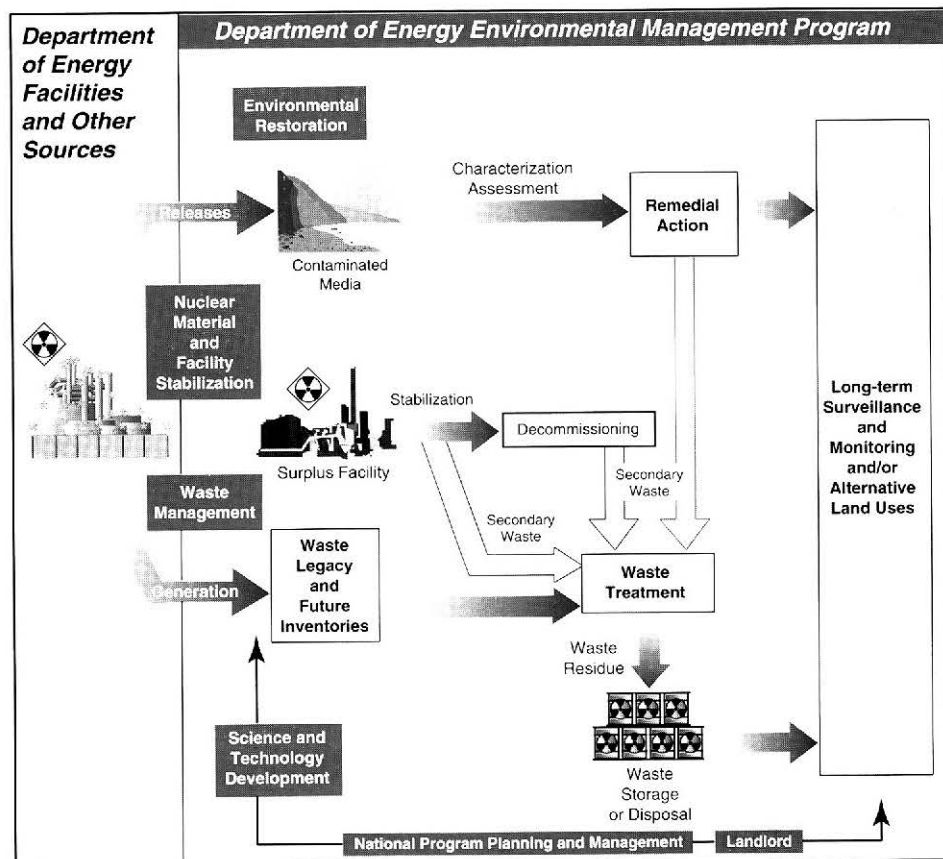 Department
of Energy
Facilities
and Other
Sources
Department of Energy Environmental Management Program
Environmental
Restoration
Releases
Contaminated
Media
Characterization
Assessment
Remedial
Action
Nuclear
Material
and
Facility
Stabilization
Surplus Facility
Stabilization
Decommissioning
Secondary
Waste
Secondary
Waste
Waste
Management
Generation
Waste
Legacy
and
Future
Inventories
Waste
Treatment
Waste
Residue
Waste
Storage
or Disposal
Long-term
Surveillance
and
Monitoring
and/or
Alternative
Land Uses
Science and
Technology
Development
National Program Planning and Management
Landlord